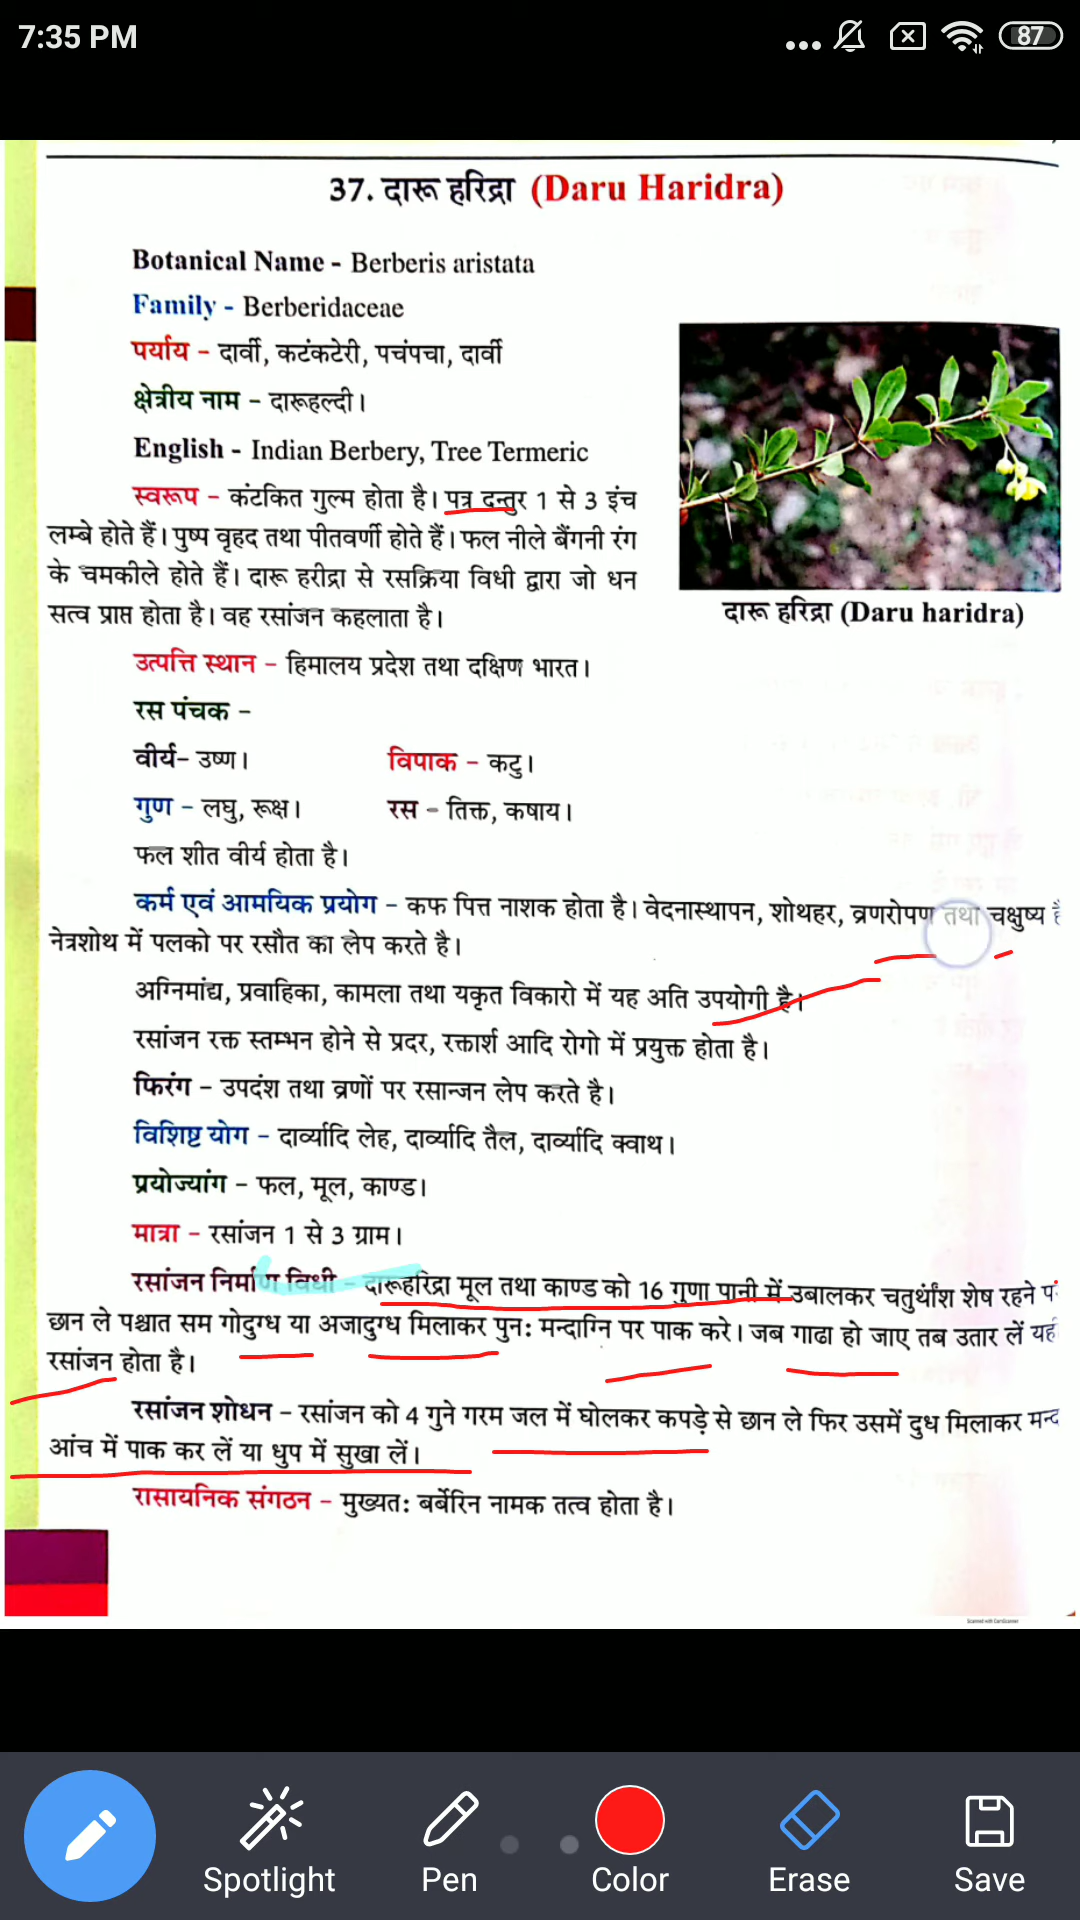 7:35 PM
87
37. दारू हरिद्रा (Daru Haridra)
Botanical Name - Berberis aristata
Family - Berberidaceae
पर्याय - दार्वी, कटंकटेरी, पचंपचा, दार्वी
क्षेत्रीय नाम - दारूहल्दी।
English - Indian Berbery, Tree Termeric
स्वरूप - कंटकित गुल्म होता है। पत्र दन्तुर 1 से 3 इंच
लम्बे होते हैं। पुष्प वृहद तथा पीतवर्णी होते हैं। फल नीले बैंगनी रंग
के चमकीले होते हैं। दारू हरीद्रा से रसक्रिया विधी द्वारा जो धन
सत्व प्राप्त होता है। वह रसांजन कहलाता है।
दारू हरिद्रा (Daru haridra)
उत्पत्ति स्थान - हिमालय प्रदेश तथा दक्षिण भारत।
रस पंचक -
वीर्य- उष्ण। विपाक - कटु।
गुण - लघु, रूक्ष। रस - तिक्त, कषाय।
फल शीत वीर्य होता है।
कर्म एवं आमयिक प्रयोग - कफ पित्त नाशक होता है। वेदनास्थापन, शोथहर, व्रणरोपण तथा चक्षुष्य है
नेत्रशोथ में पलको पर रसौत का लेप करते है।
अग्निमांद्य, प्रवाहिका, कामला तथा यकृत विकारो में यह अति उपयोगी है।
रसांजन रक्त स्तम्भन होने से प्रदर, रक्तार्श आदि रोगो में प्रयुक्त होता है।
फिरंग - उपदंश तथा व्रणों पर रसान्जन लेप करते है।
विशिष्ट योग - दार्व्यादि लेह, दार्व्यादि तैल, दार्व्यादि क्वाथ।
प्रयोज्यांग - फल, मूल, काण्ड।
मात्रा - रसांजन 1 से 3 ग्राम।
रसांजन निर्माण विधी - दारूहरिद्रा मूल तथा काण्ड को 16 गुणा पानी में उबालकर चतुर्थांश शेष रहने पर
छान ले पश्चात सम गोदुग्ध या अजादुग्ध मिलाकर पुन: मन्दाग्नि पर पाक करे। जब गाढा हो जाए तब उतार लें यही
रसांजन होता है।
रसांजन शोधन - रसांजन को 4 गुने गरम जल में घोलकर कपड़े से छान ले फिर उसमें दुध मिलाकर मन्द
आंच में पाक कर लें या धुप में सुखा लें।
रासायनिक संगठन - मुख्यत: बर्बेरिन नामक तत्व होता है।
Scanned with CamScanner
Spotlight
Pen
Color
Erase
Save